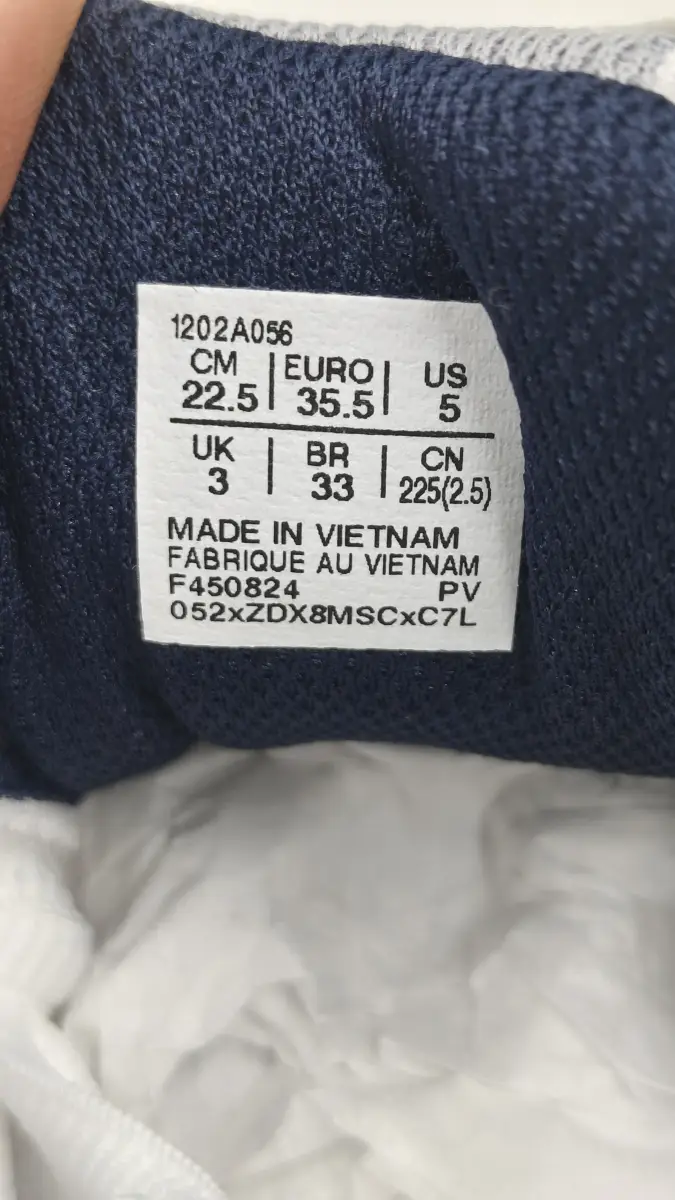 1202A056
CM | EURO | US
22.5 | 35.5 | 5
UK | BR | CN
3 | 33 | 225(2.5)
MADE IN VIETNAM
FABRIQUE AU VIETNAM
F450824 PV
052xZDX8MSCxC7L